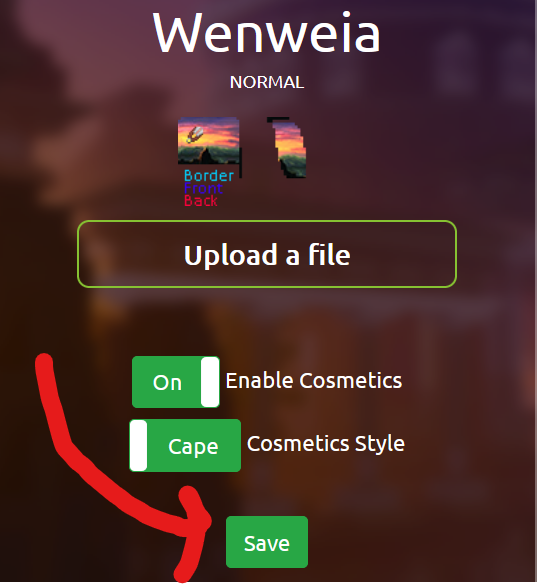 Wenweia
NORMAL
Border
Front
Back
Upload a file
On Enable Cosmetics
Cape Cosmetics Style
Save